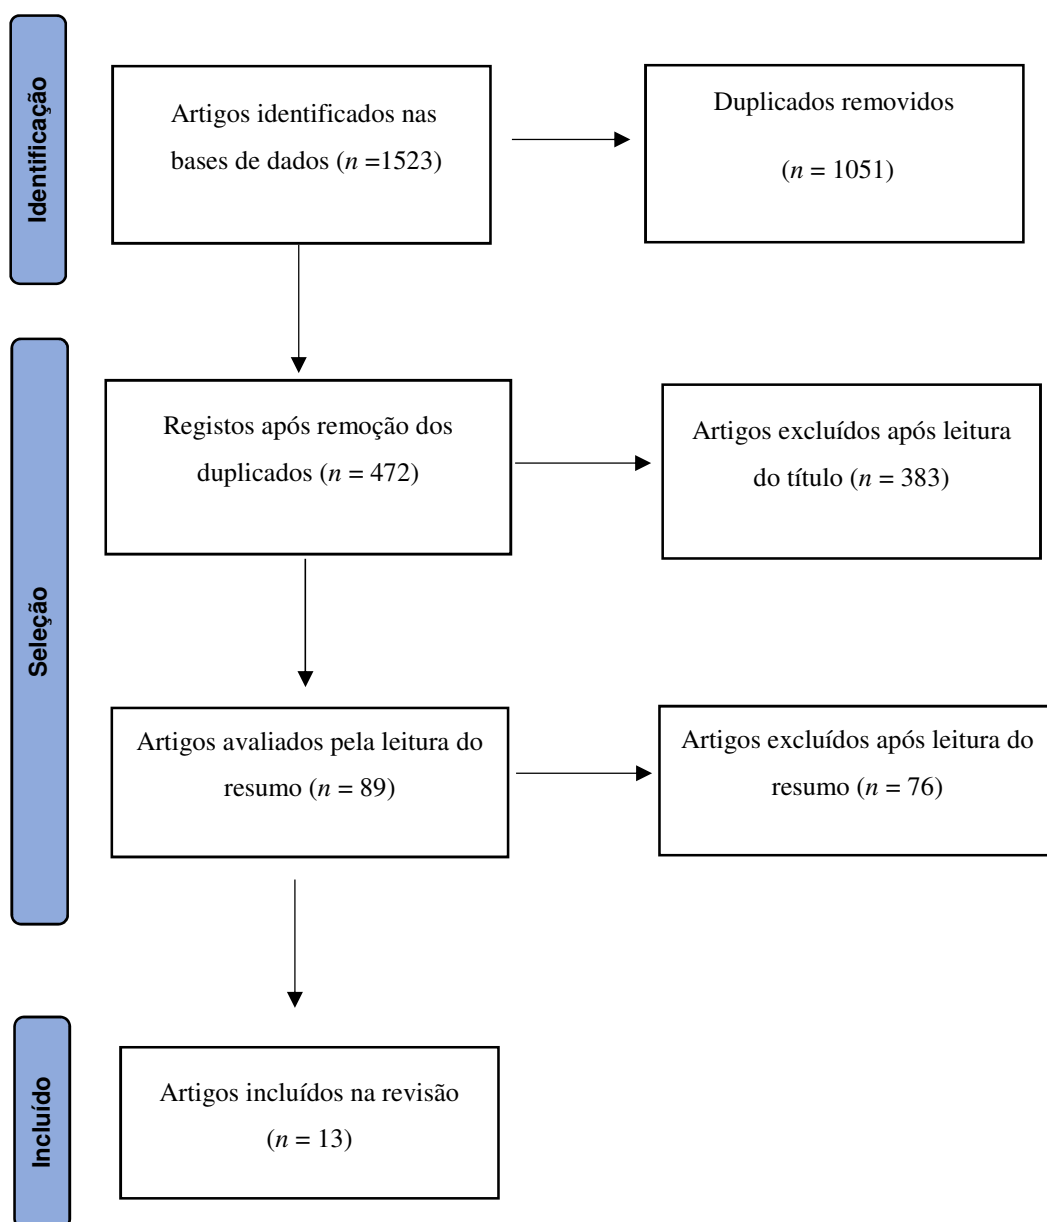 Identificação
Artigos identificados nas
bases de dados (n =1523)
Duplicados removidos
(n = 1051)
Seleção
Registos após remoção dos
duplicados (n = 472)
Artigos excluídos após leitura
do título (n = 383)
Artigos avaliados pela leitura do
resumo (n = 89)
Artigos excluídos após leitura do
resumo (n = 76)
Incluído
Artigos incluídos na revisão
(n = 13)